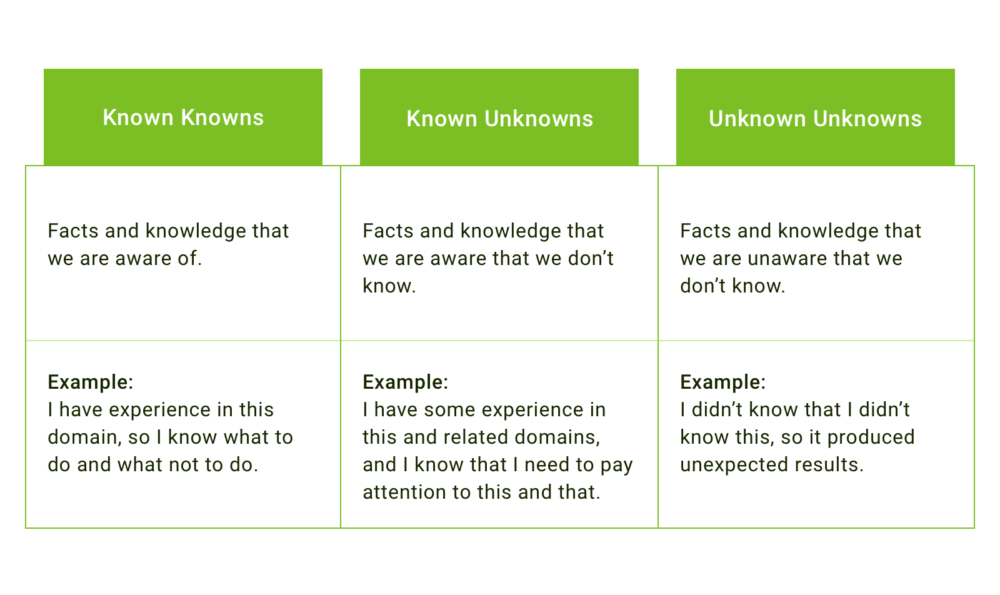 Known Knowns
Known Unknowns
Unknown Unknowns
Facts and knowledge that
we are aware of.
Facts and knowledge that
we are aware that we don’t
know.
Facts and knowledge that
we are unaware that we
don’t know.
Example:
I have experience in this
domain, so I know what to
do and what not to do.
Example:
I have some experience in
this and related domains,
and I know that I need to pay
attention to this and that.
Example:
I didn’t know that I didn’t
know this, so it produced
unexpected results.